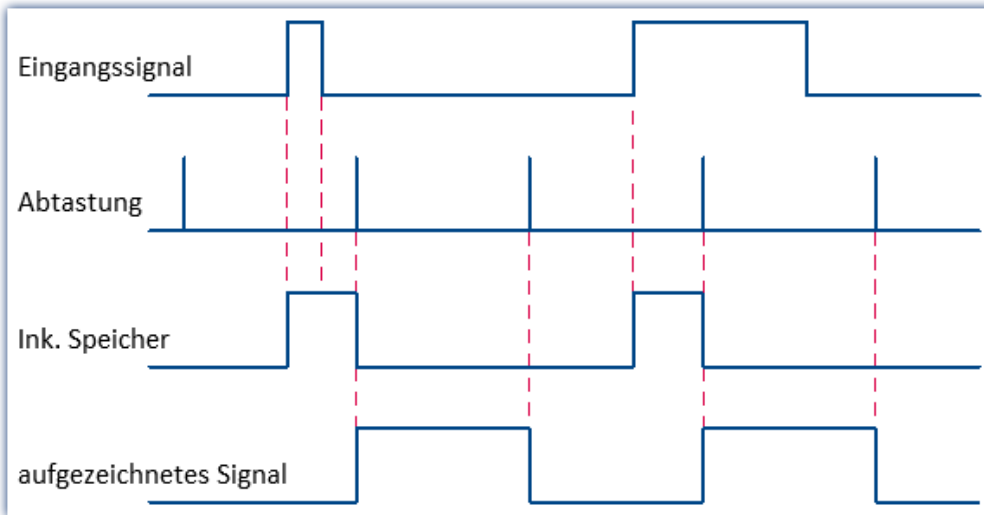 Eingangssignal
Abtastung
Ink. Speicher
aufgezeichnetes Signal